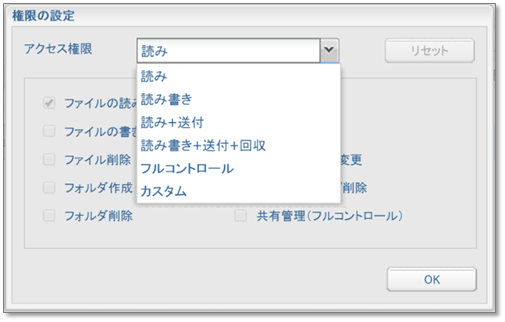 権限の設定
アクセス権限 読み リセット
読み
読み書き
読み+送付
読み書き+送付+回収
フルコントロール
カスタム
ファイルの読み
ファイルの書き
ファイル削除 変更
フォルダ作成 削除
フォルダ削除 共有管理(フルコントロール)
OK